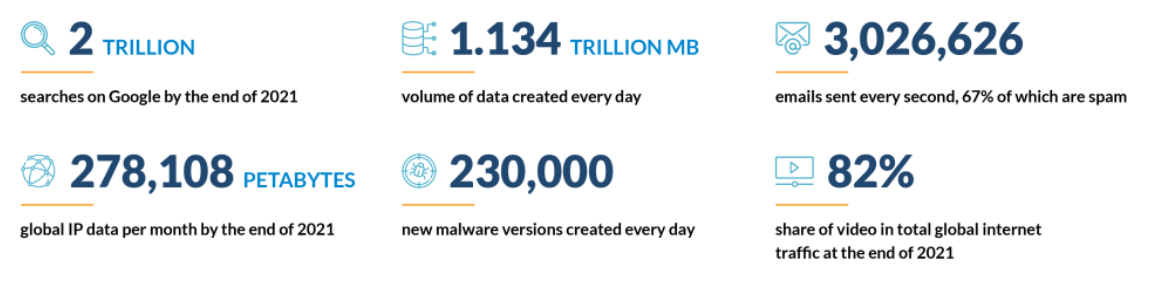 2 TRILLION
searches on Google by the end of 2021
1.134 TRILLION MB
volume of data created every day
3,026,626
emails sent every second, 67% of which are spam
278,108 PETABYTES
global IP data per month by the end of 2021
230,000
new malware versions created every day
82%
share of video in total global internet
traffic at the end of 2021